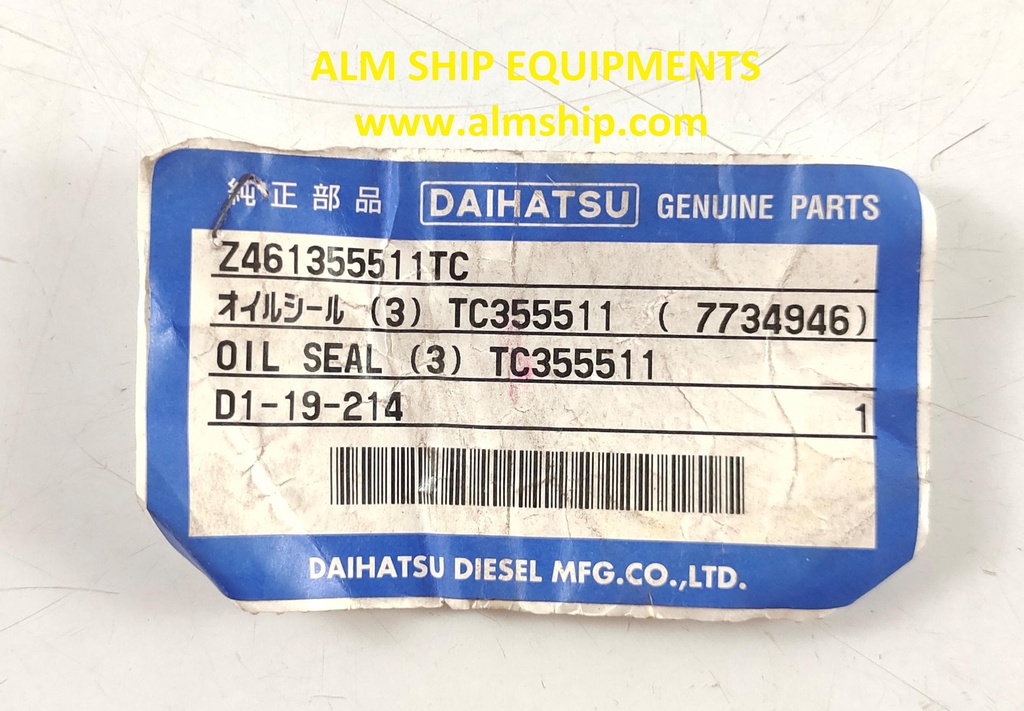 ALM SHIP EQUIPMENTS
www.almship.com
純正部品 DAIHATSU GENUINE PARTS
Z461355511TC
オイルシール (3) TC355511 ( 7734946)
OIL SEAL (3) TC355511
D1-19-214 1
DAIHATSU DIESEL MFG.CO.,LTD.